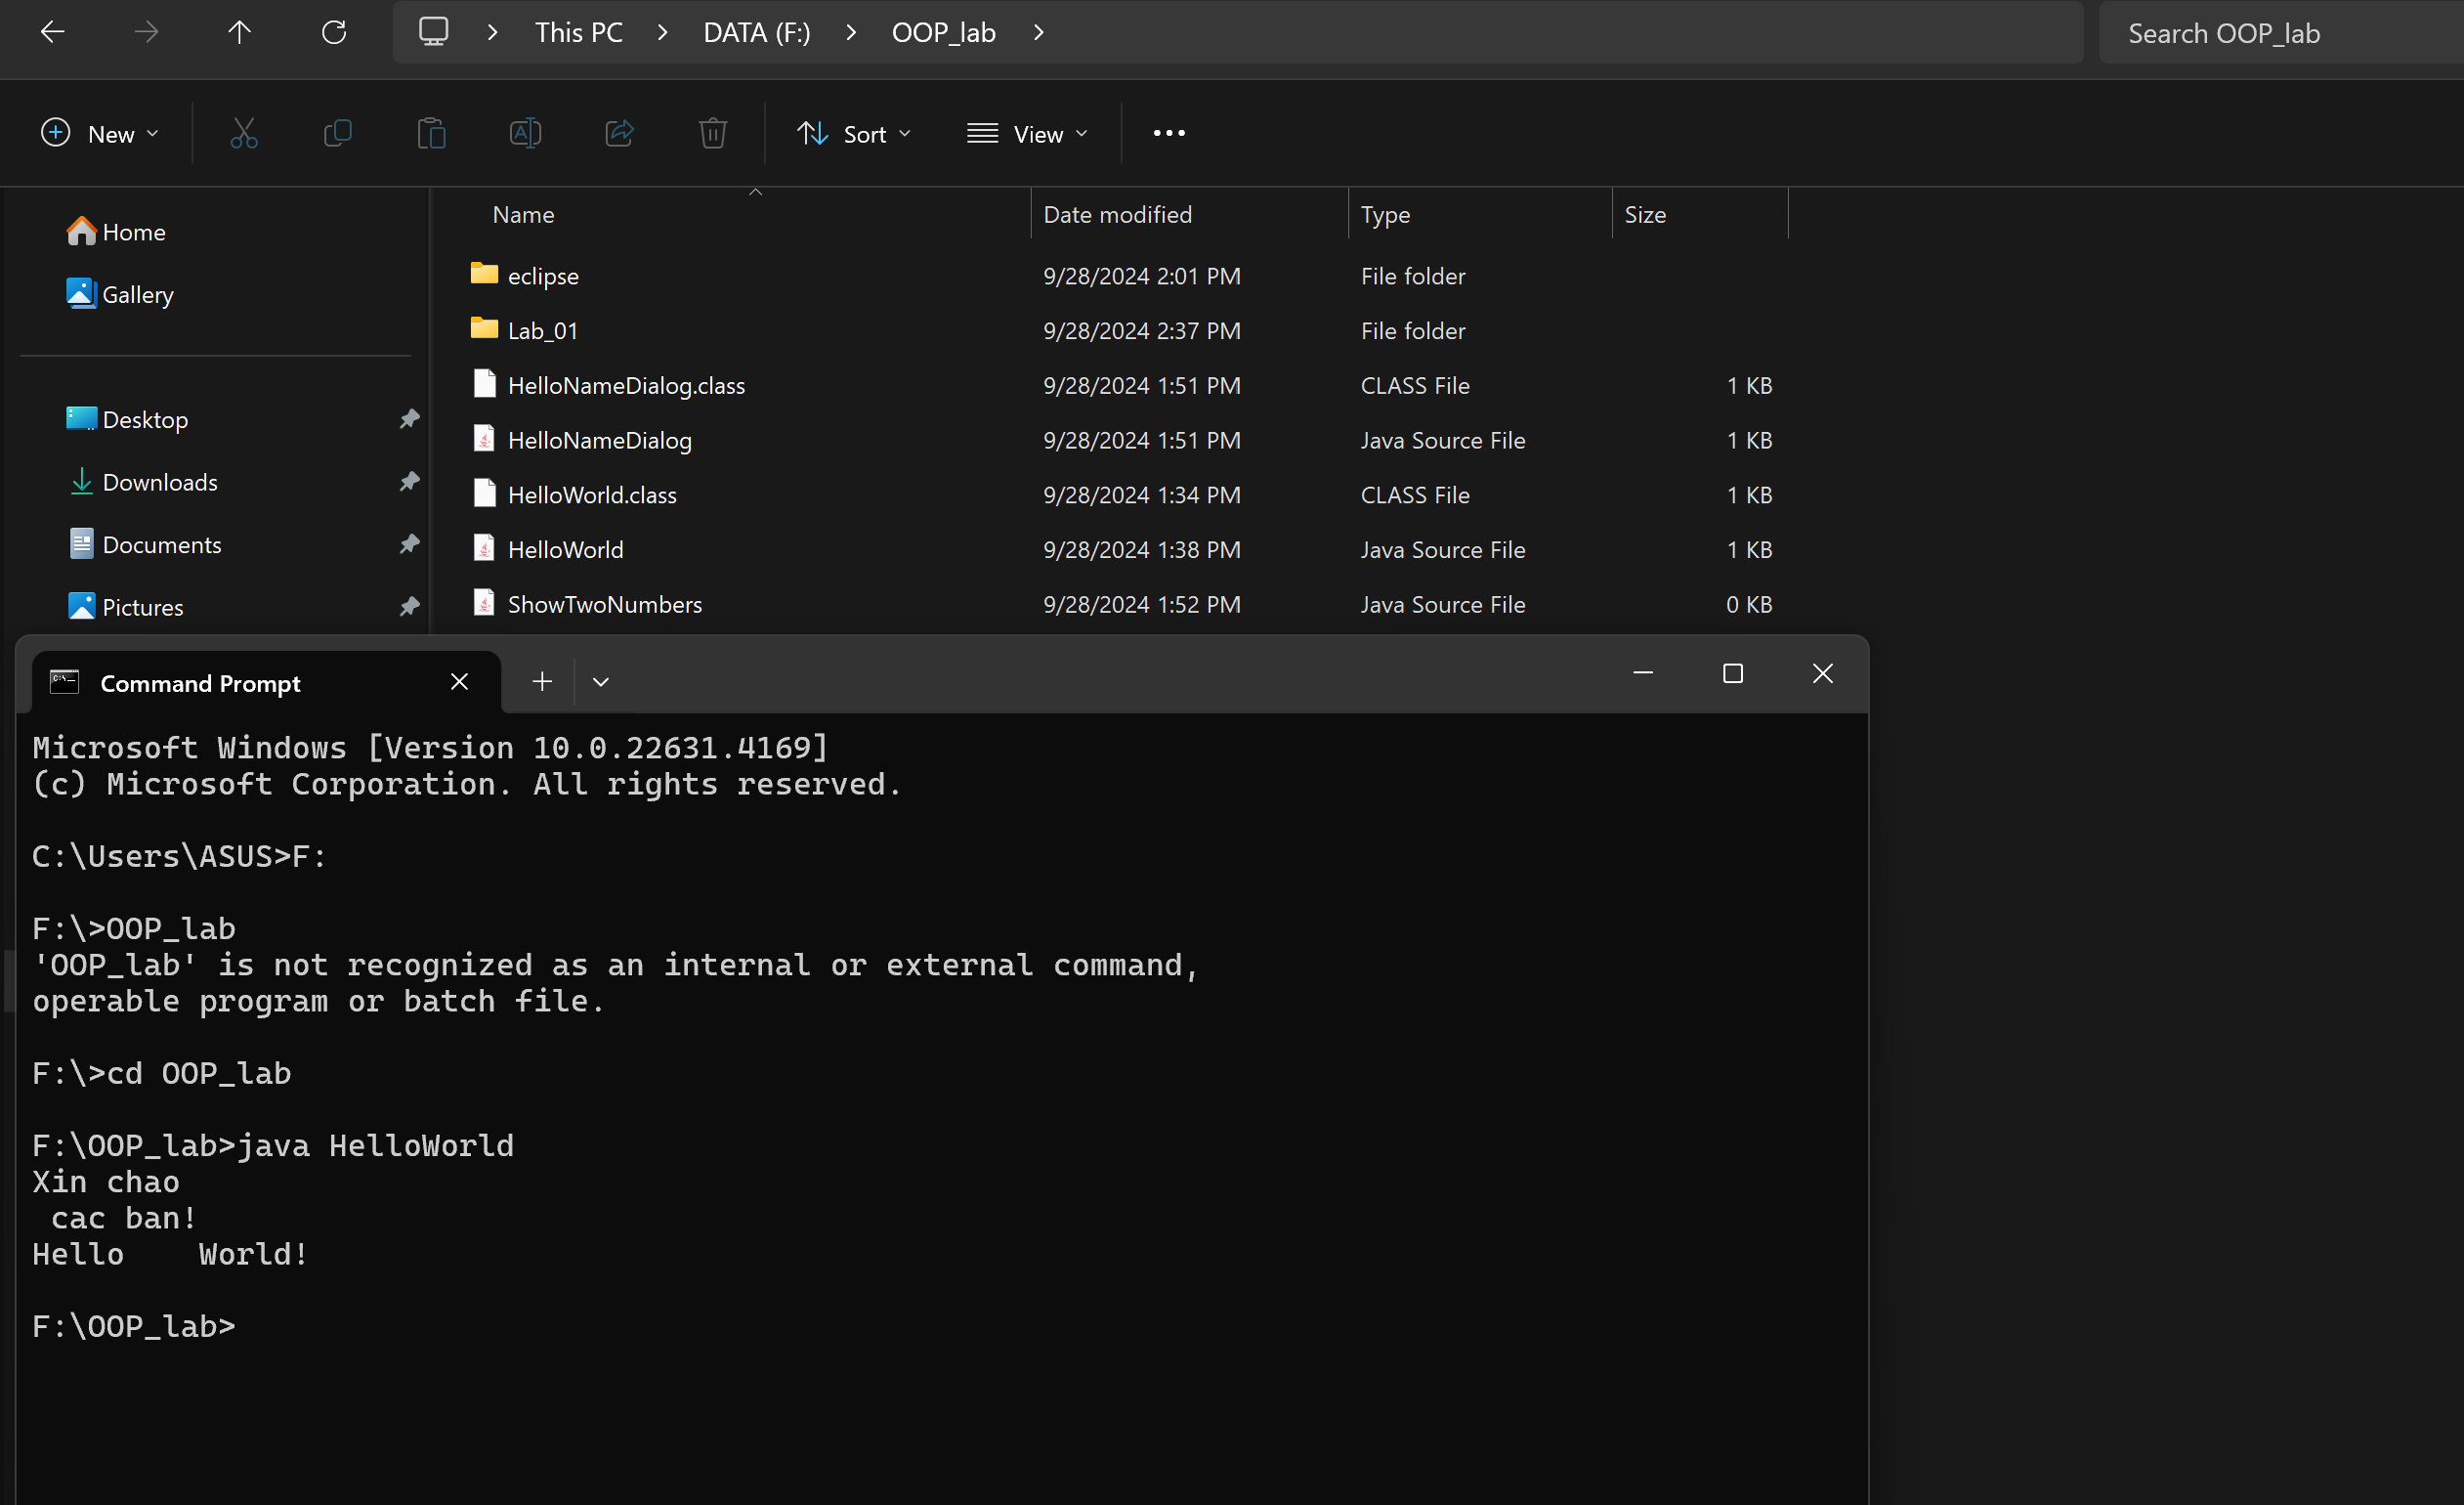 This PC > DATA (F:) > OOP_lab >
Search OOP_lab
New
Sort
View
Name Date modified Type Size
Home
Gallery
Desktop
Downloads
Documents
Pictures
eclipse 9/28/2024 2:01 PM File folder
Lab_01 9/28/2024 2:37 PM File folder
HelloNameDialog.class 9/28/2024 1:51 PM CLASS File 1 KB
HelloNameDialog 9/28/2024 1:51 PM Java Source File 1 KB
HelloWorld.class 9/28/2024 1:34 PM CLASS File 1 KB
HelloWorld 9/28/2024 1:38 PM Java Source File 1 KB
ShowTwoNumbers 9/28/2024 1:52 PM Java Source File 0 KB
Command Prompt
Microsoft Windows [Version 10.0.22631.4169]
(c) Microsoft Corporation. All rights reserved.
C:\Users\ASUS>F:
F:\>OOP_lab
'OOP_lab' is not recognized as an internal or external command,
operable program or batch file.
F:\>cd OOP_lab
F:\OOP_lab>java HelloWorld
Xin chao
 cac ban!
Hello    World!
F:\OOP_lab>